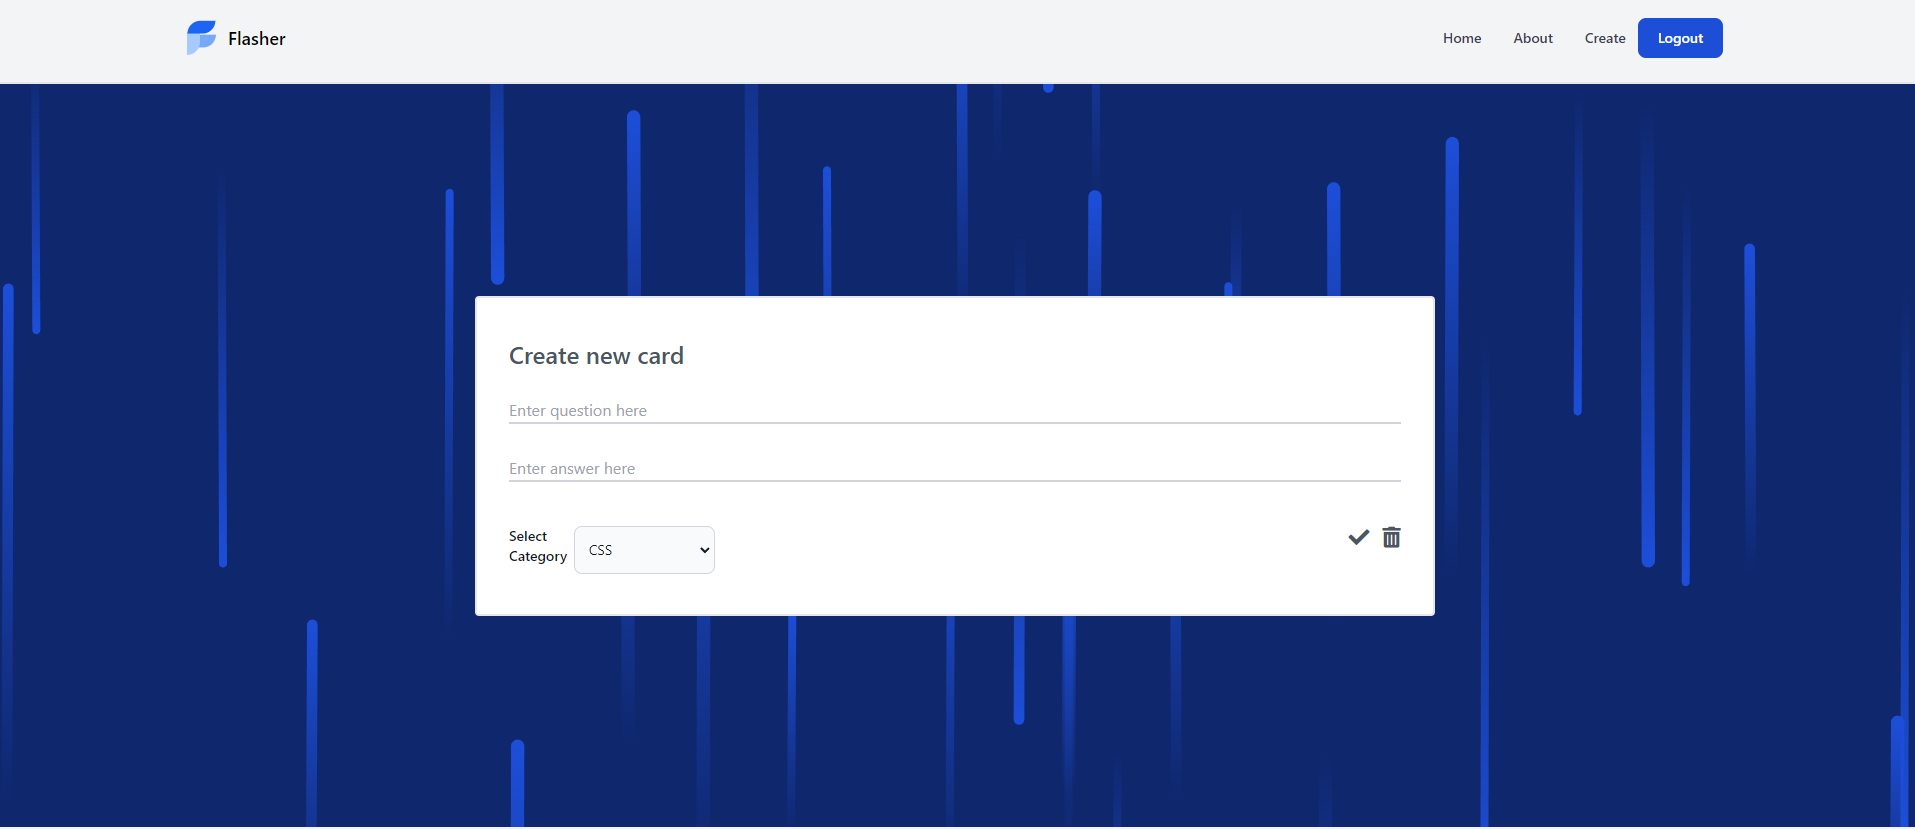 Flasher
Home About Create Logout
Create new card
Enter question here
Enter answer here
Select
Category
CSS